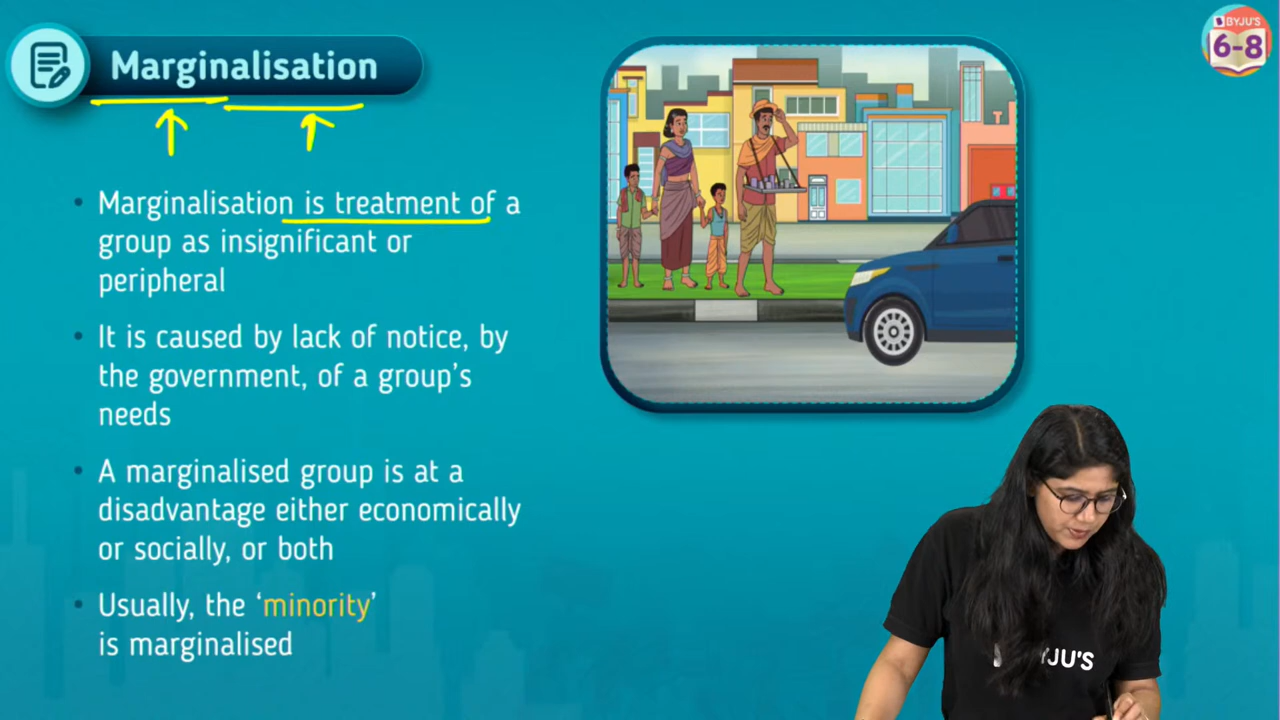 BYJU'S
6-8
Marginalisation
• Marginalisation is treatment of a
group as insignificant or
peripheral
• It is caused by lack of notice, by
the government, of a group's
needs
• A marginalised group is at a
disadvantage either economically
or socially, or both
• Usually, the 'minority'
is marginalised
JU'S